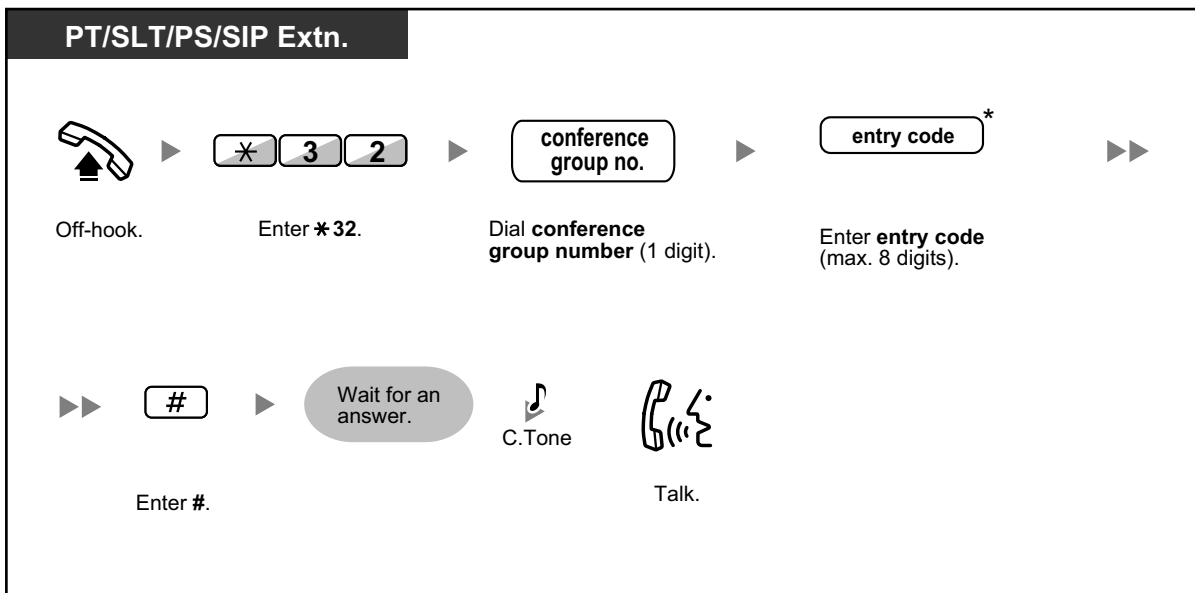 PT/SLT/PS/SIP Extn.
* 3 2
conference
group no.
entry code*
Off-hook.
Enter *32.
Dial conference
group number (1 digit).
Enter entry code
(max. 8 digits).
#
Wait for an
answer.
C.Tone
Enter #.
Talk.